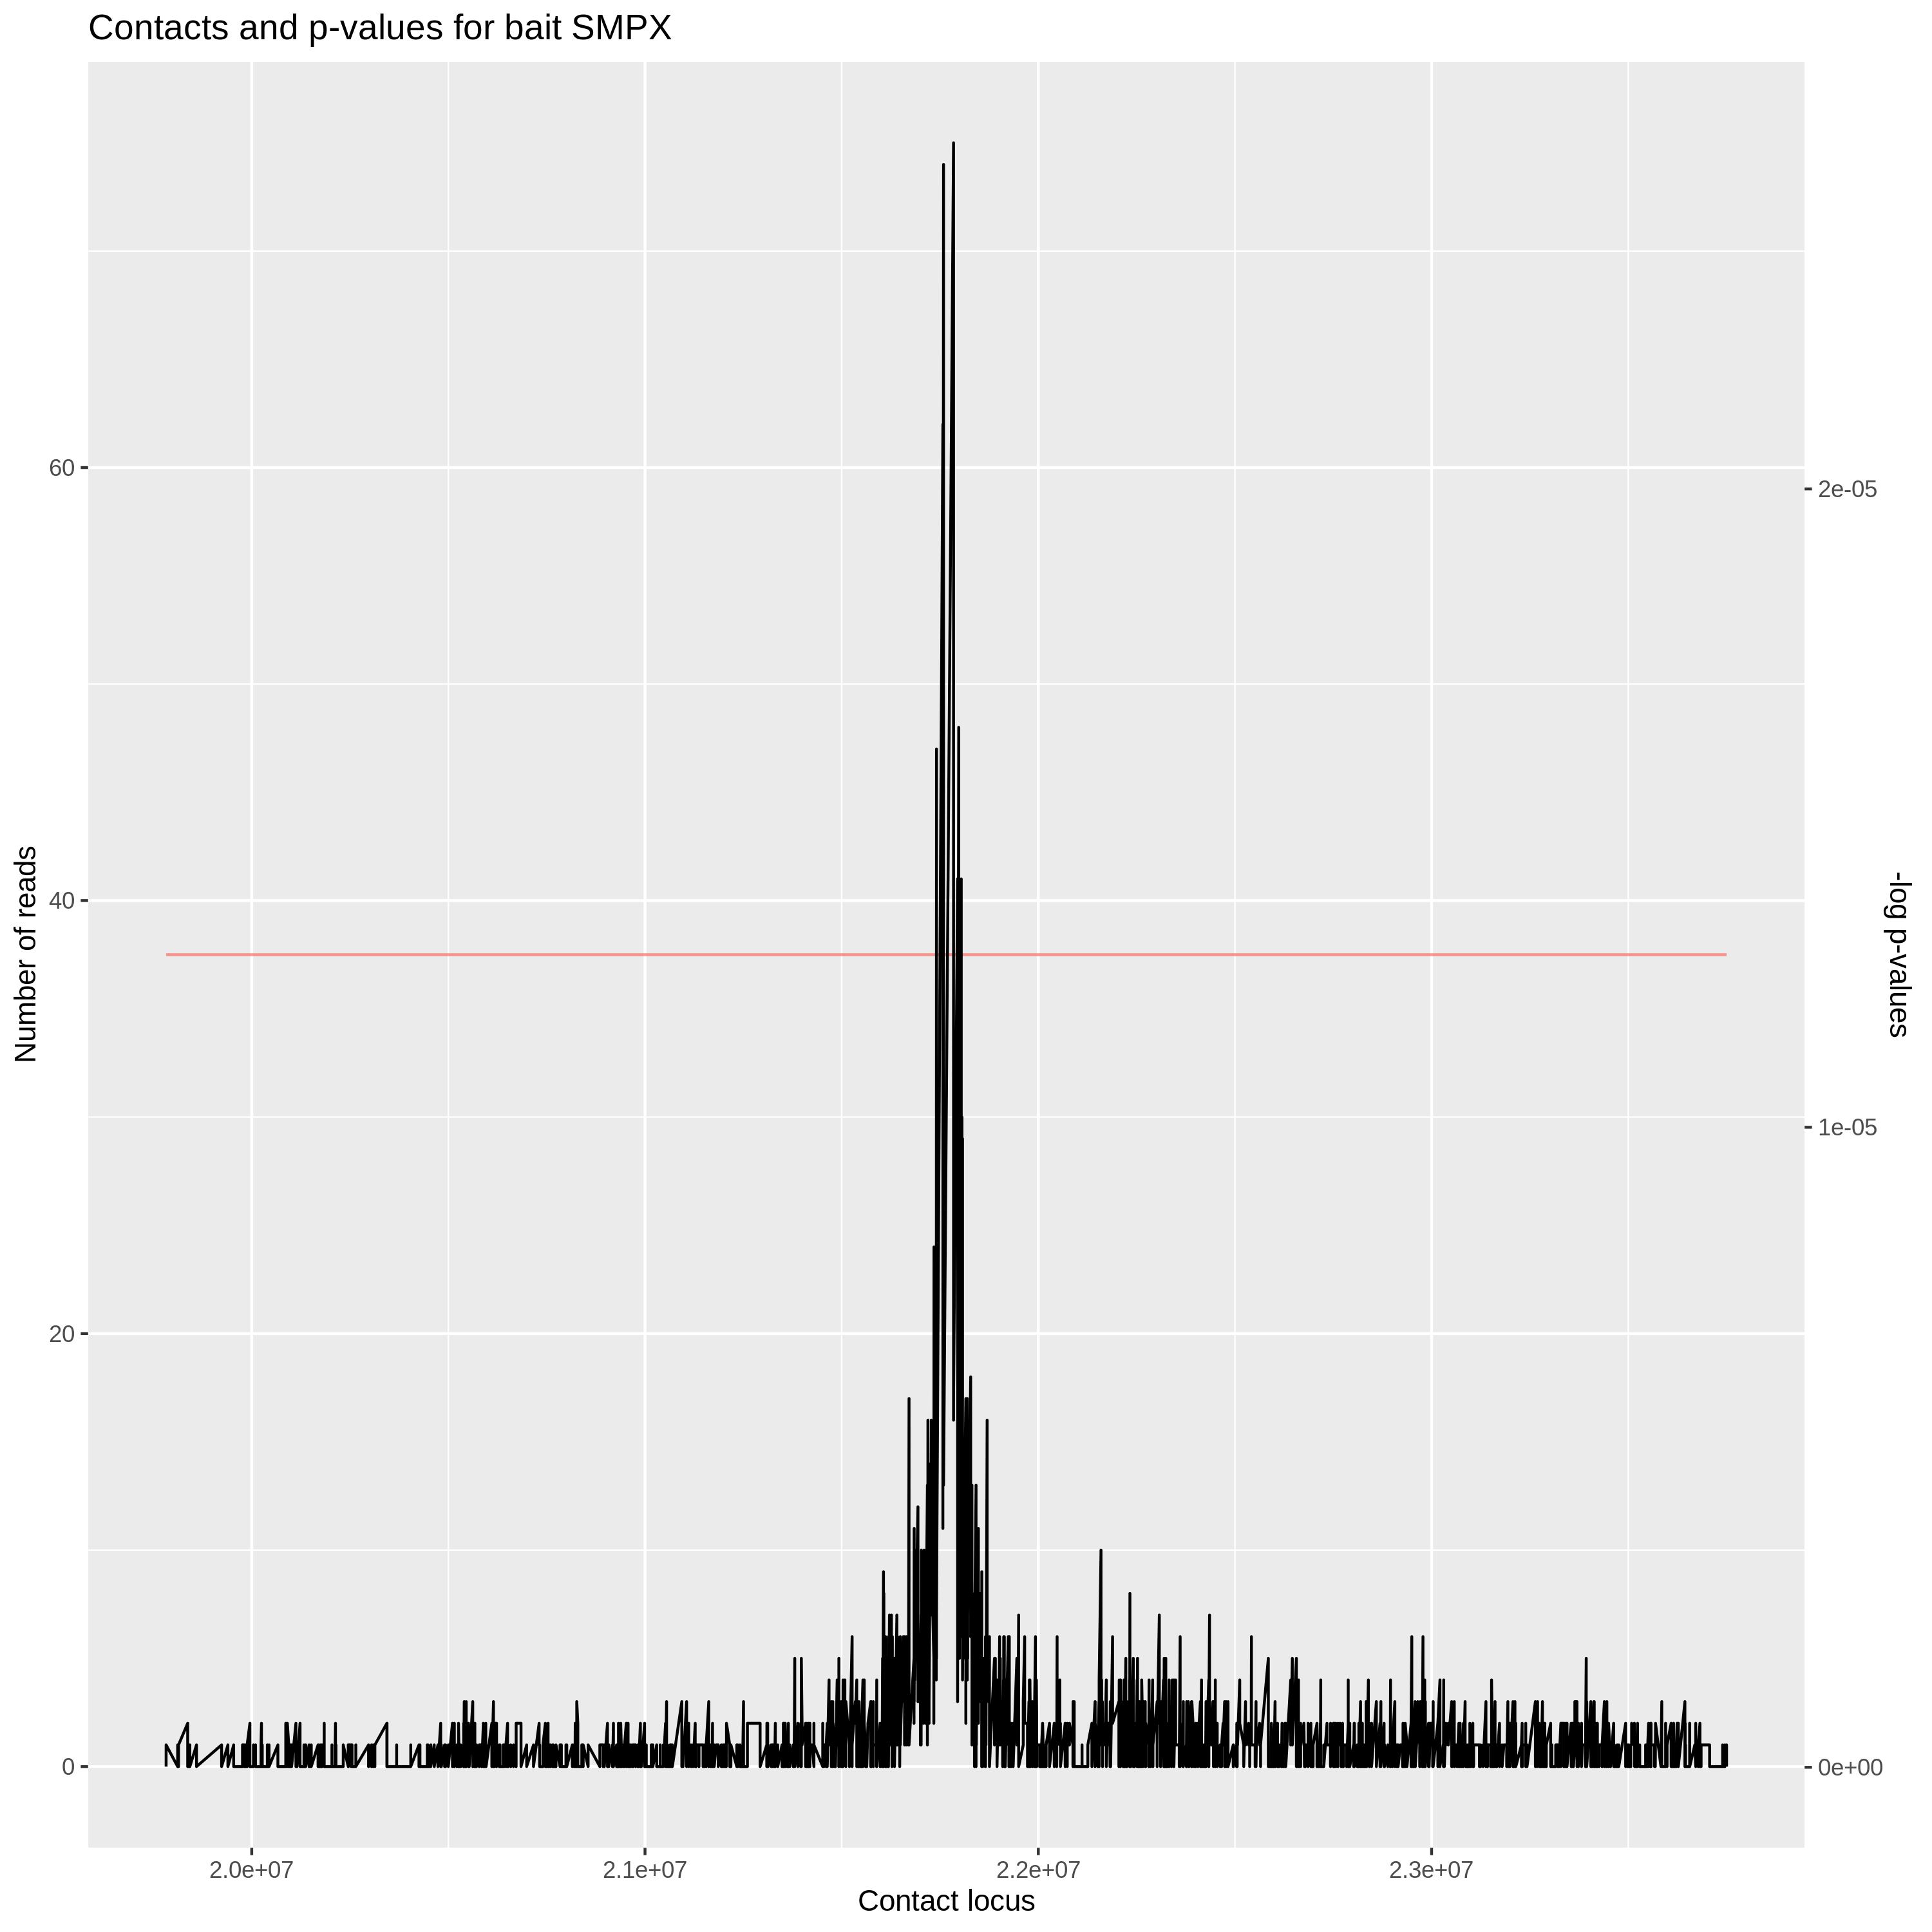 Contacts and p-values for bait SMPX
Number of reads
60
40
20
0
2e-05
1e-05
0e+00
-log p-values
2.0e+07
2.1e+07
2.2e+07
2.3e+07
Contact locus